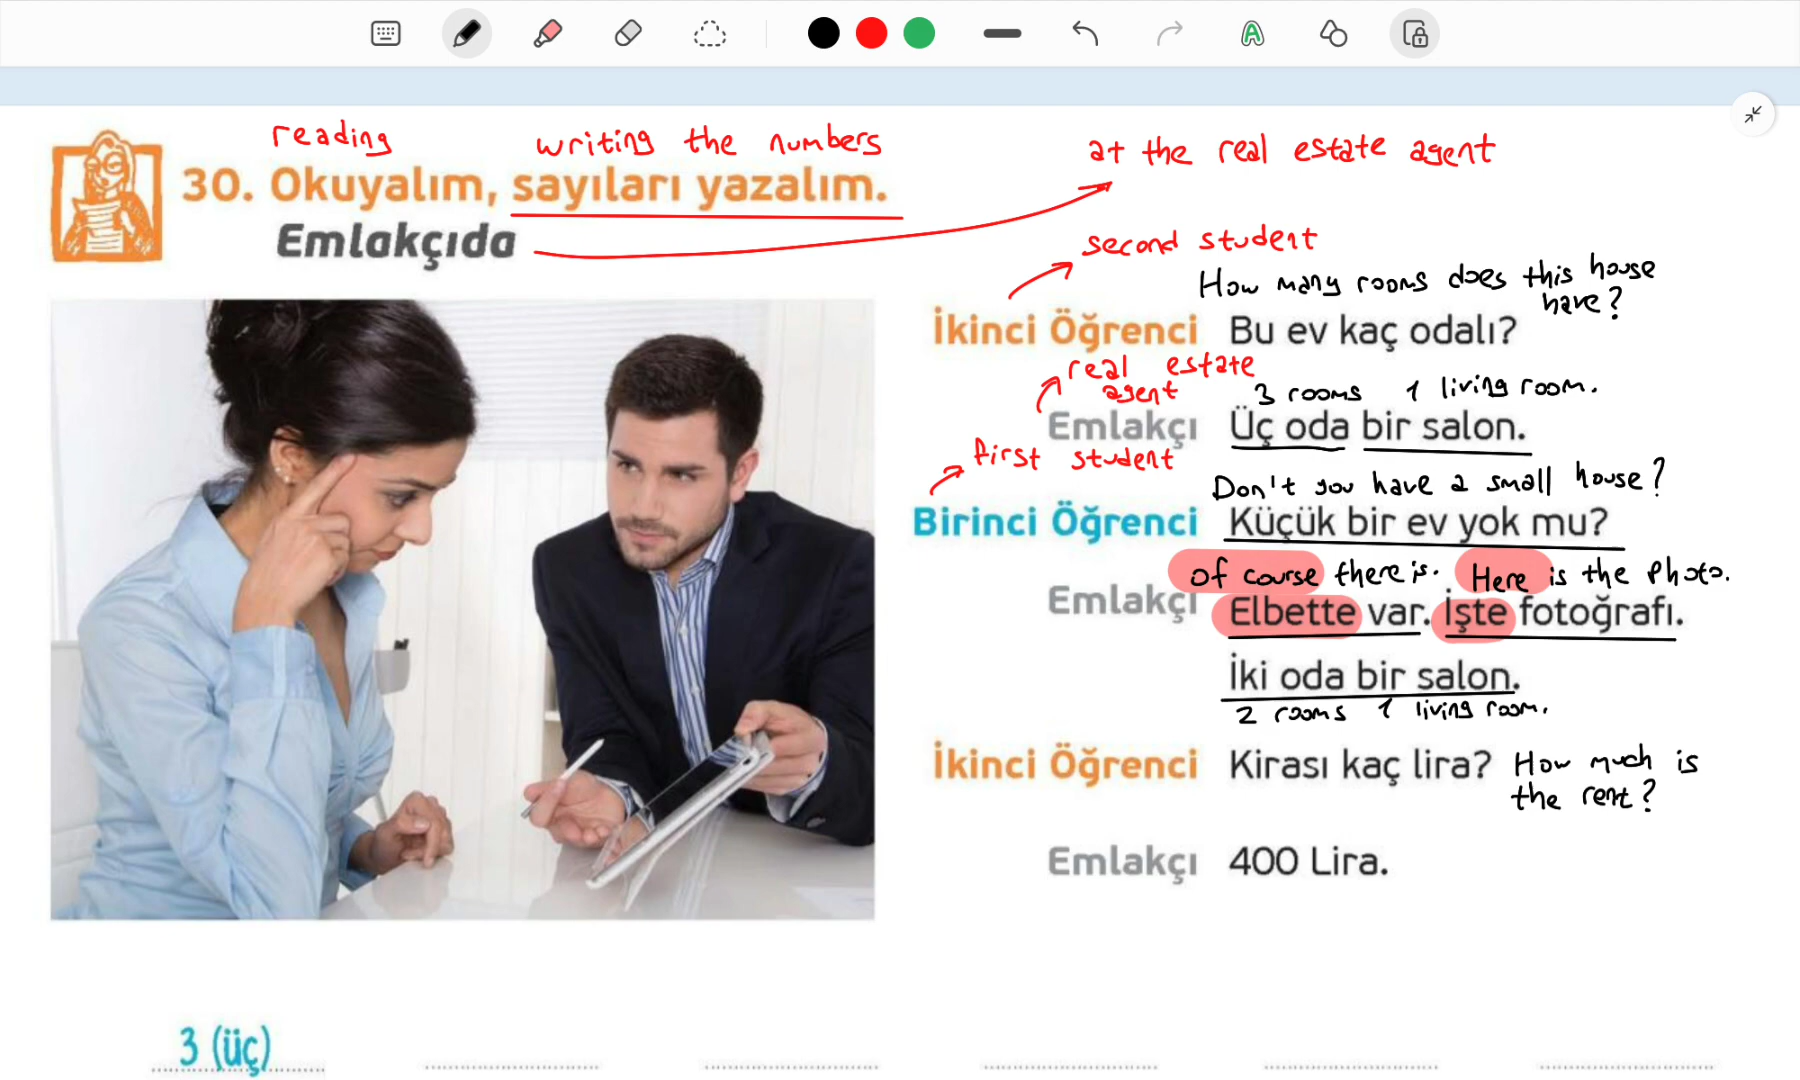 reading writing the numbers at the real estate agent
30. Okuyalım, sayıları yazalım.
Emlakçıda
second student
How many rooms does this house have?
İkinci Öğrenci Bu ev kaç odalı?
real estate agent 3 rooms 1 living room.
Emlakçı Üç oda bir salon.
first student Don't you have a small house?
Birinci Öğrenci Küçük bir ev yok mu?
of course there is. Here is the photo.
Emlakçı Elbette var. İşte fotoğrafı.
İki oda bir salon.
2 rooms 1 living room.
İkinci Öğrenci Kirası kaç lira? How much is the rent?
Emlakçı 400 Lira.
3 (üç)